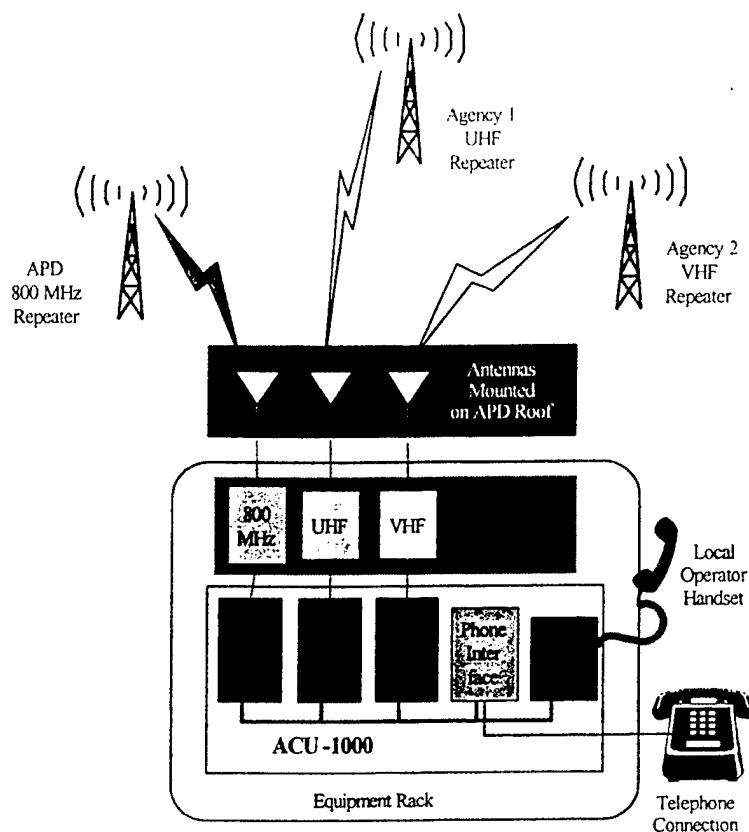 Agency 1
UHF
Repeater
APD
800 MHz
Repeater
Agency 2
VHF
Repeater
Antennas
Mounted
on APD Roof
800
MHz
UHF
VHF
Local
Operator
Handset
Phone
Inter
face
ACU-1000
Equipment Rack
Telephone
Connection